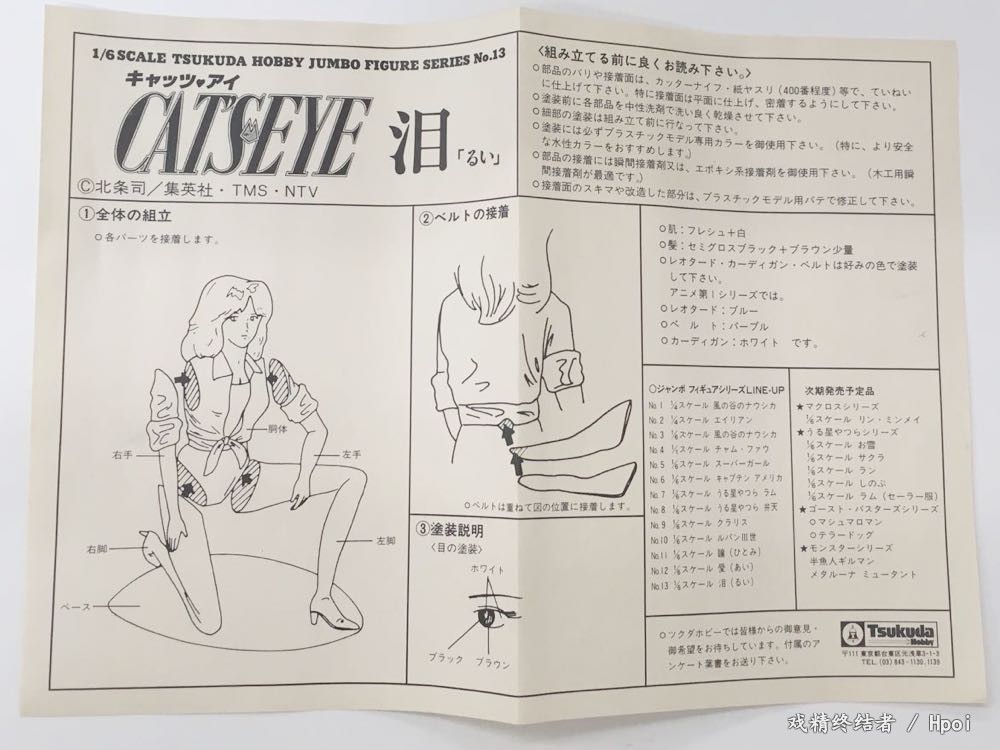 1/6 SCALE TSUKUDA HOBBY JUMBO FIGURE SERIES No.13
キャッツ♥アイ
CAT'S EYE
泪
「るい」
©北条司／集英社・TMS・NTV
〈組み立てる前に良くお読み下さい。〉
○部品のバリや接着面は、カッターナイフ・紙ヤスリ（400番程度）等で、ていねい
に仕上げて下さい。特に接着面は平面に仕上げ、密着するようにして下さい。
○塗装前に各部品を中性洗剤で洗い良く乾燥させて下さい。
○細部の塗装は組み立て前に行なって下さい。
○塗装には必ずプラスチックモデル専用カラーを御使用下さい。（特に、より安全
な水性カラーをおすすめします。）
○部品の接着には瞬間接着剤又は、エポキシ系接着剤を御使用下さい。（木工用瞬
間接着剤が最適です。）
○接着面のスキマや改造した部分は、プラスチックモデル用パテで修正して下さい。
①全体の組立
○各パーツを接着します。
胴体
右手
左手
右脚
左脚
ベース
②ベルトの接着
○ベルトは重ねて図の位置に接着します。
③塗装説明
〈目の塗装〉
ホワイト
ブラック
ブラウン
○肌：フレシュ＋白
○髪：セミグロスブラック＋ブラウン少量
○レオタード・カーディガン・ベルトは好みの色で塗装
して下さい。
アニメ第1シリーズでは。
○レオタード：ブルー
○ベルト：パープル
○カーディガン：ホワイト です。
○ジャンボ フィギュアシリーズLINE-UP
No.1 1/6スケール 風の谷のナウシカ
No.2 1/6スケール エイリアン
No.3 1/6スケール 風の谷のナウシカ
No.4 スケール チャム・ファウ
No.5 1/6スケール スーパーガール
No.6 1/6スケール キャプテン アメリカ
No.7 1/6スケール うる星やつら ラム
No.8 1/6スケール うる星やつら 弁天
No.9 1/6スケール クラリス
No.10 1/6スケール ルパンIII世
No.11 1/6スケール 瞳（ひとみ）
No.12 1/6スケール 愛（あい）
No.13 1/6スケール 泪（るい）
次期発売予定品
★マクロスシリーズ
1/6スケール リン・ミンメイ
★うる星やつらシリーズ
1/6スケール お雪
1/6スケール サクラ
1/6スケール ラン
1/6スケール しのぶ
1/6スケール ラム（セーラー服）
★ゴースト・バスターズシリーズ
○マシュマロマン
○テラードッグ
★モンスターシリーズ
半魚人ギルマン
メタルーナ ミュータント
○ツクダホビーでは皆様からの御意見・
御希望をお待ちしています。付属のア
ンケート葉書をお送り下さい。
Tsukuda
Hobby
〒111 東京都台東区元浅草3-1-3
TEL.(03)843-1130.1139
戏精终结者 / Hpoi